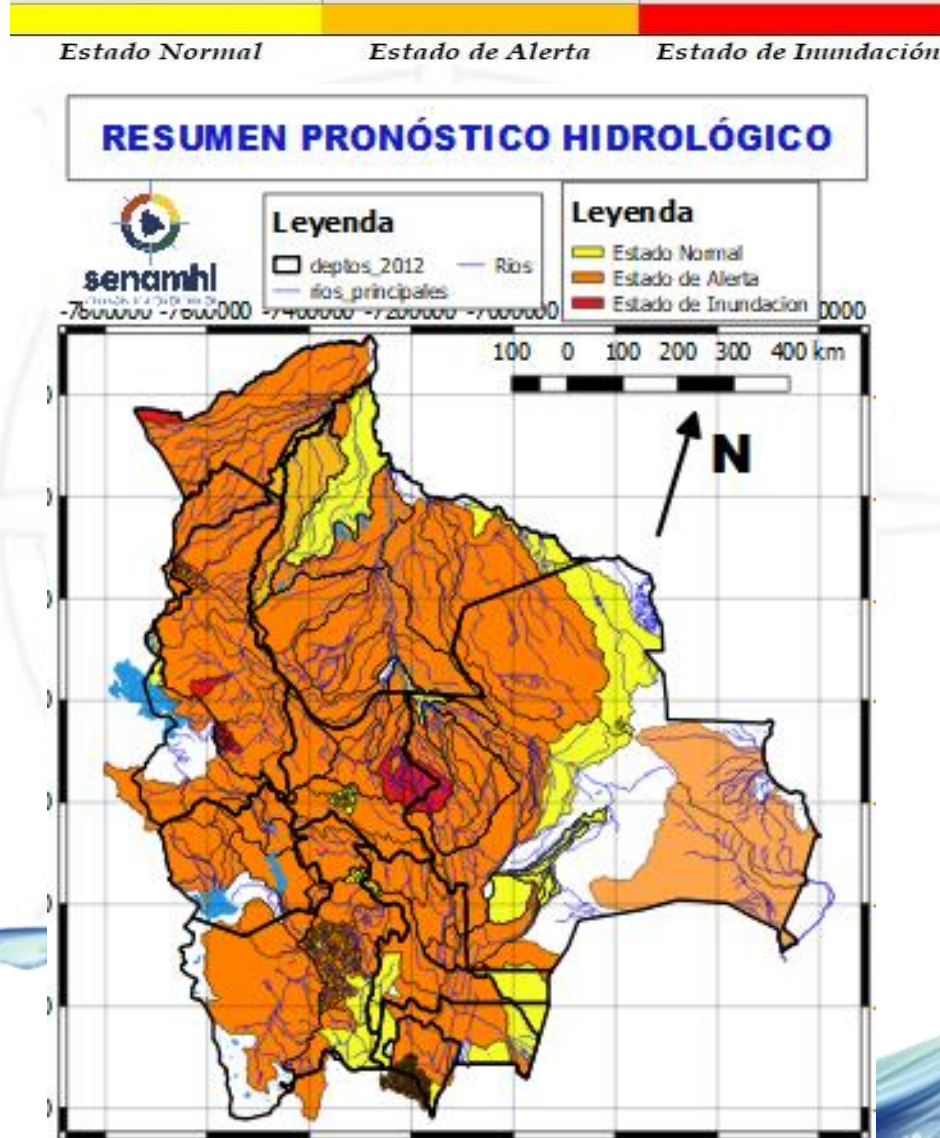 Estado Normal Estado de Alerta Estado de Inundación
RESUMEN PRONÓSTICO HIDROLÓGICO
senamhi
Leyenda
deptos_2012 Rios
rios_principales
Leyenda
Estado Normal
Estado de Alerta
Estado de Inundacion
-7400000 -7200000 -7000000
100 0 100 200 300 400 km
N